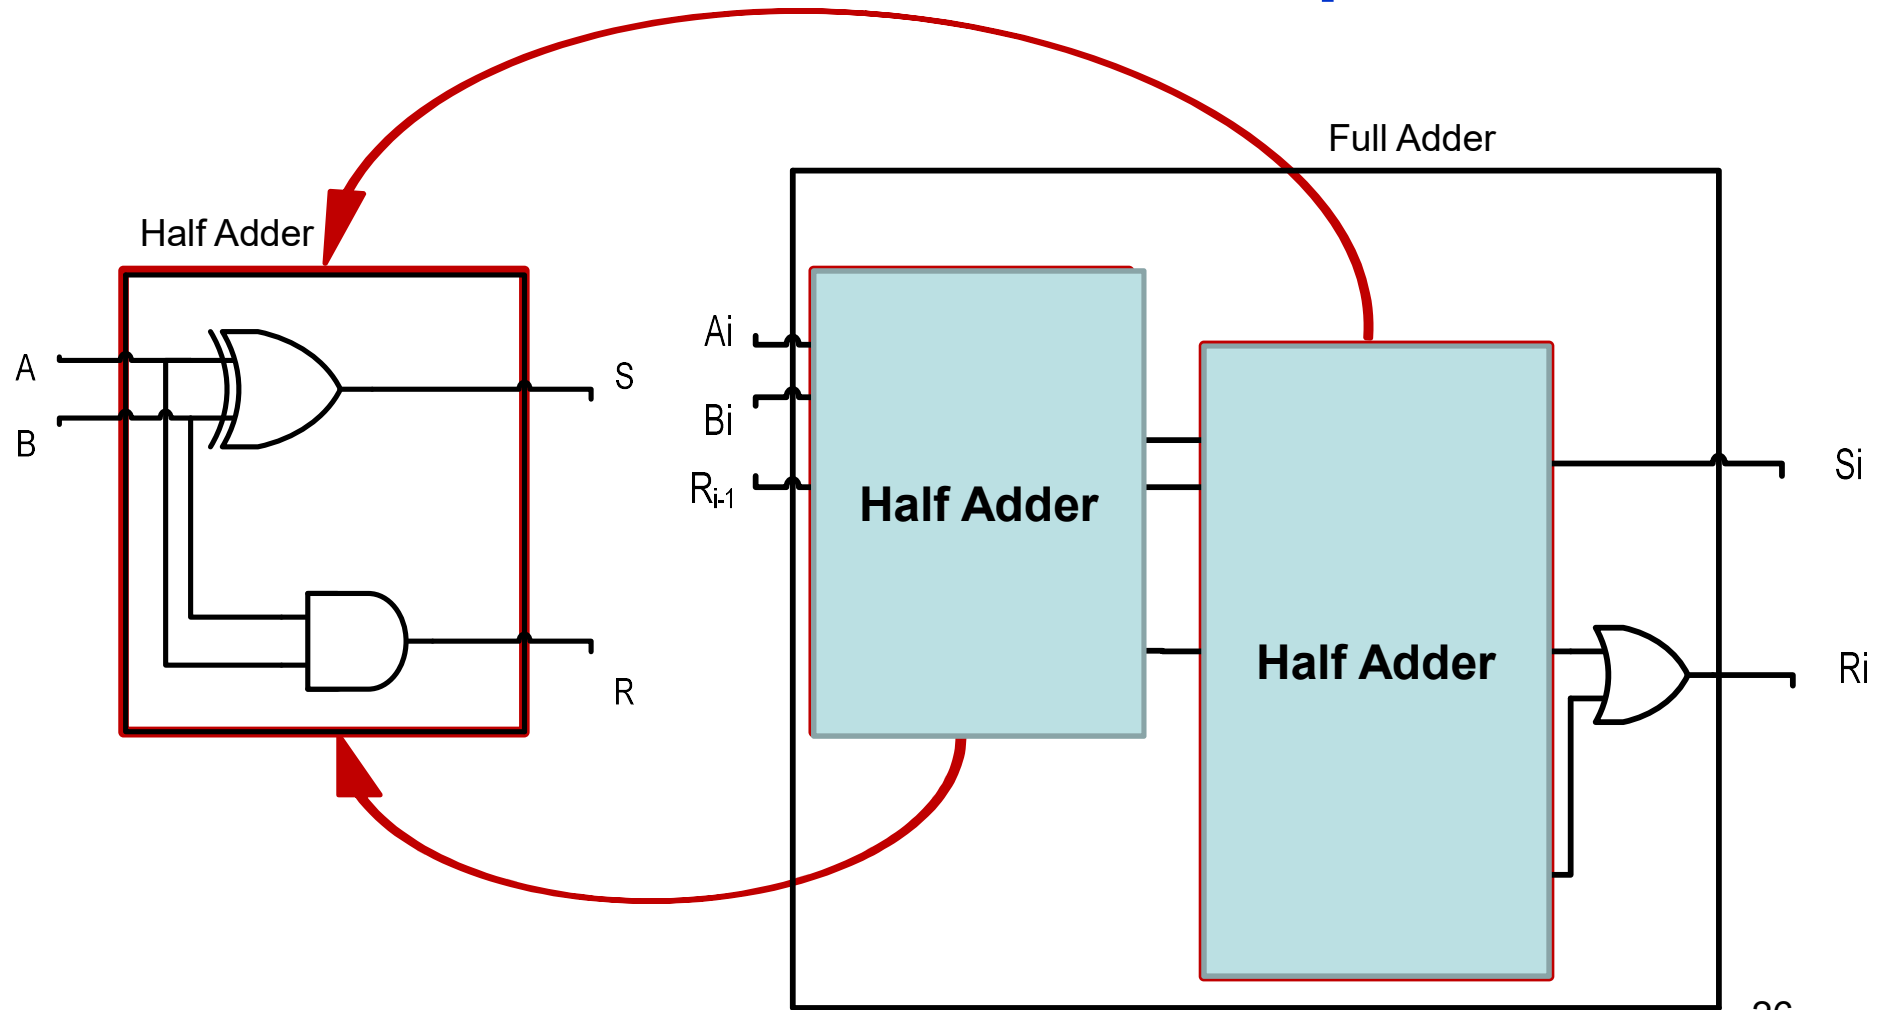 Full Adder
Half Adder
A
B
S
R
Ai
Bi
Ri-1
Half Adder
Half Adder
Si
Ri